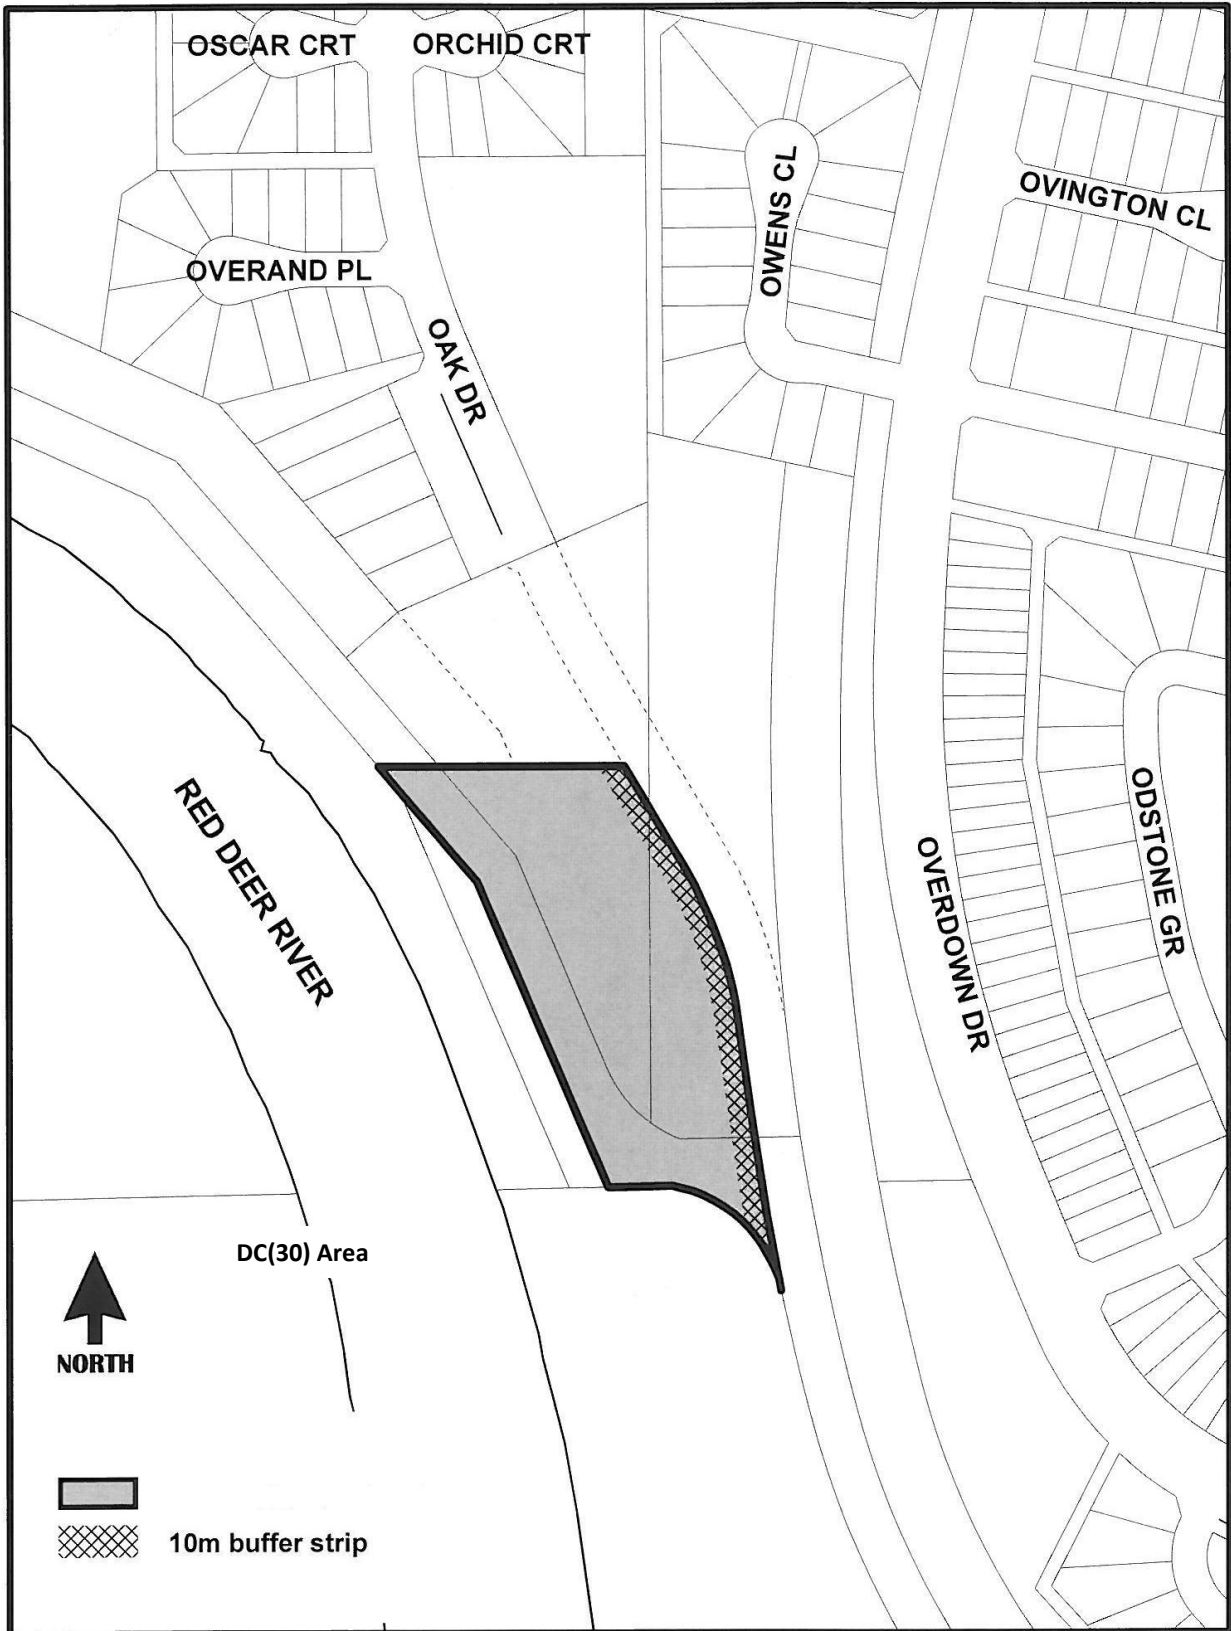 OSCAR CRT
ORCHID CRT
OWENS CL
OVINGTON CL
OVERAND PL
OAK DR
RED DEER RIVER
OVERDOWN DR
ODSTONE GR
DC(30) Area
NORTH
10m buffer strip